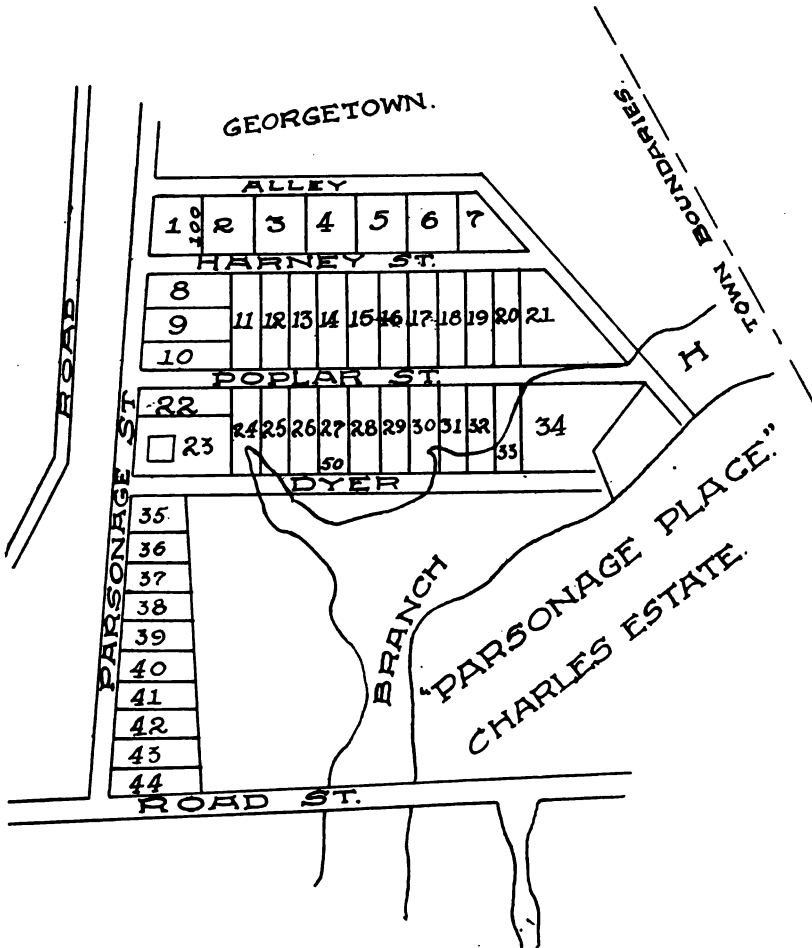 GEORGETOWN.
TOWN BOUNDARIES.
ALLEY
1 100 2 3 4 5 6 7
HARNEY ST.
8
9
10
11 12 13 14 15 16 17 18 19 20 21
ROAD
H
POPLAR ST.
PARSONAGE ST
22
23
24 25 26 27 28 29 30 31 32 33 34
50
DYER
35
36
37
38
39
40
41
42
43
44
BRANCH
"PARSONAGE PLACE."
CHARLES ESTATE.
ROAD ST.